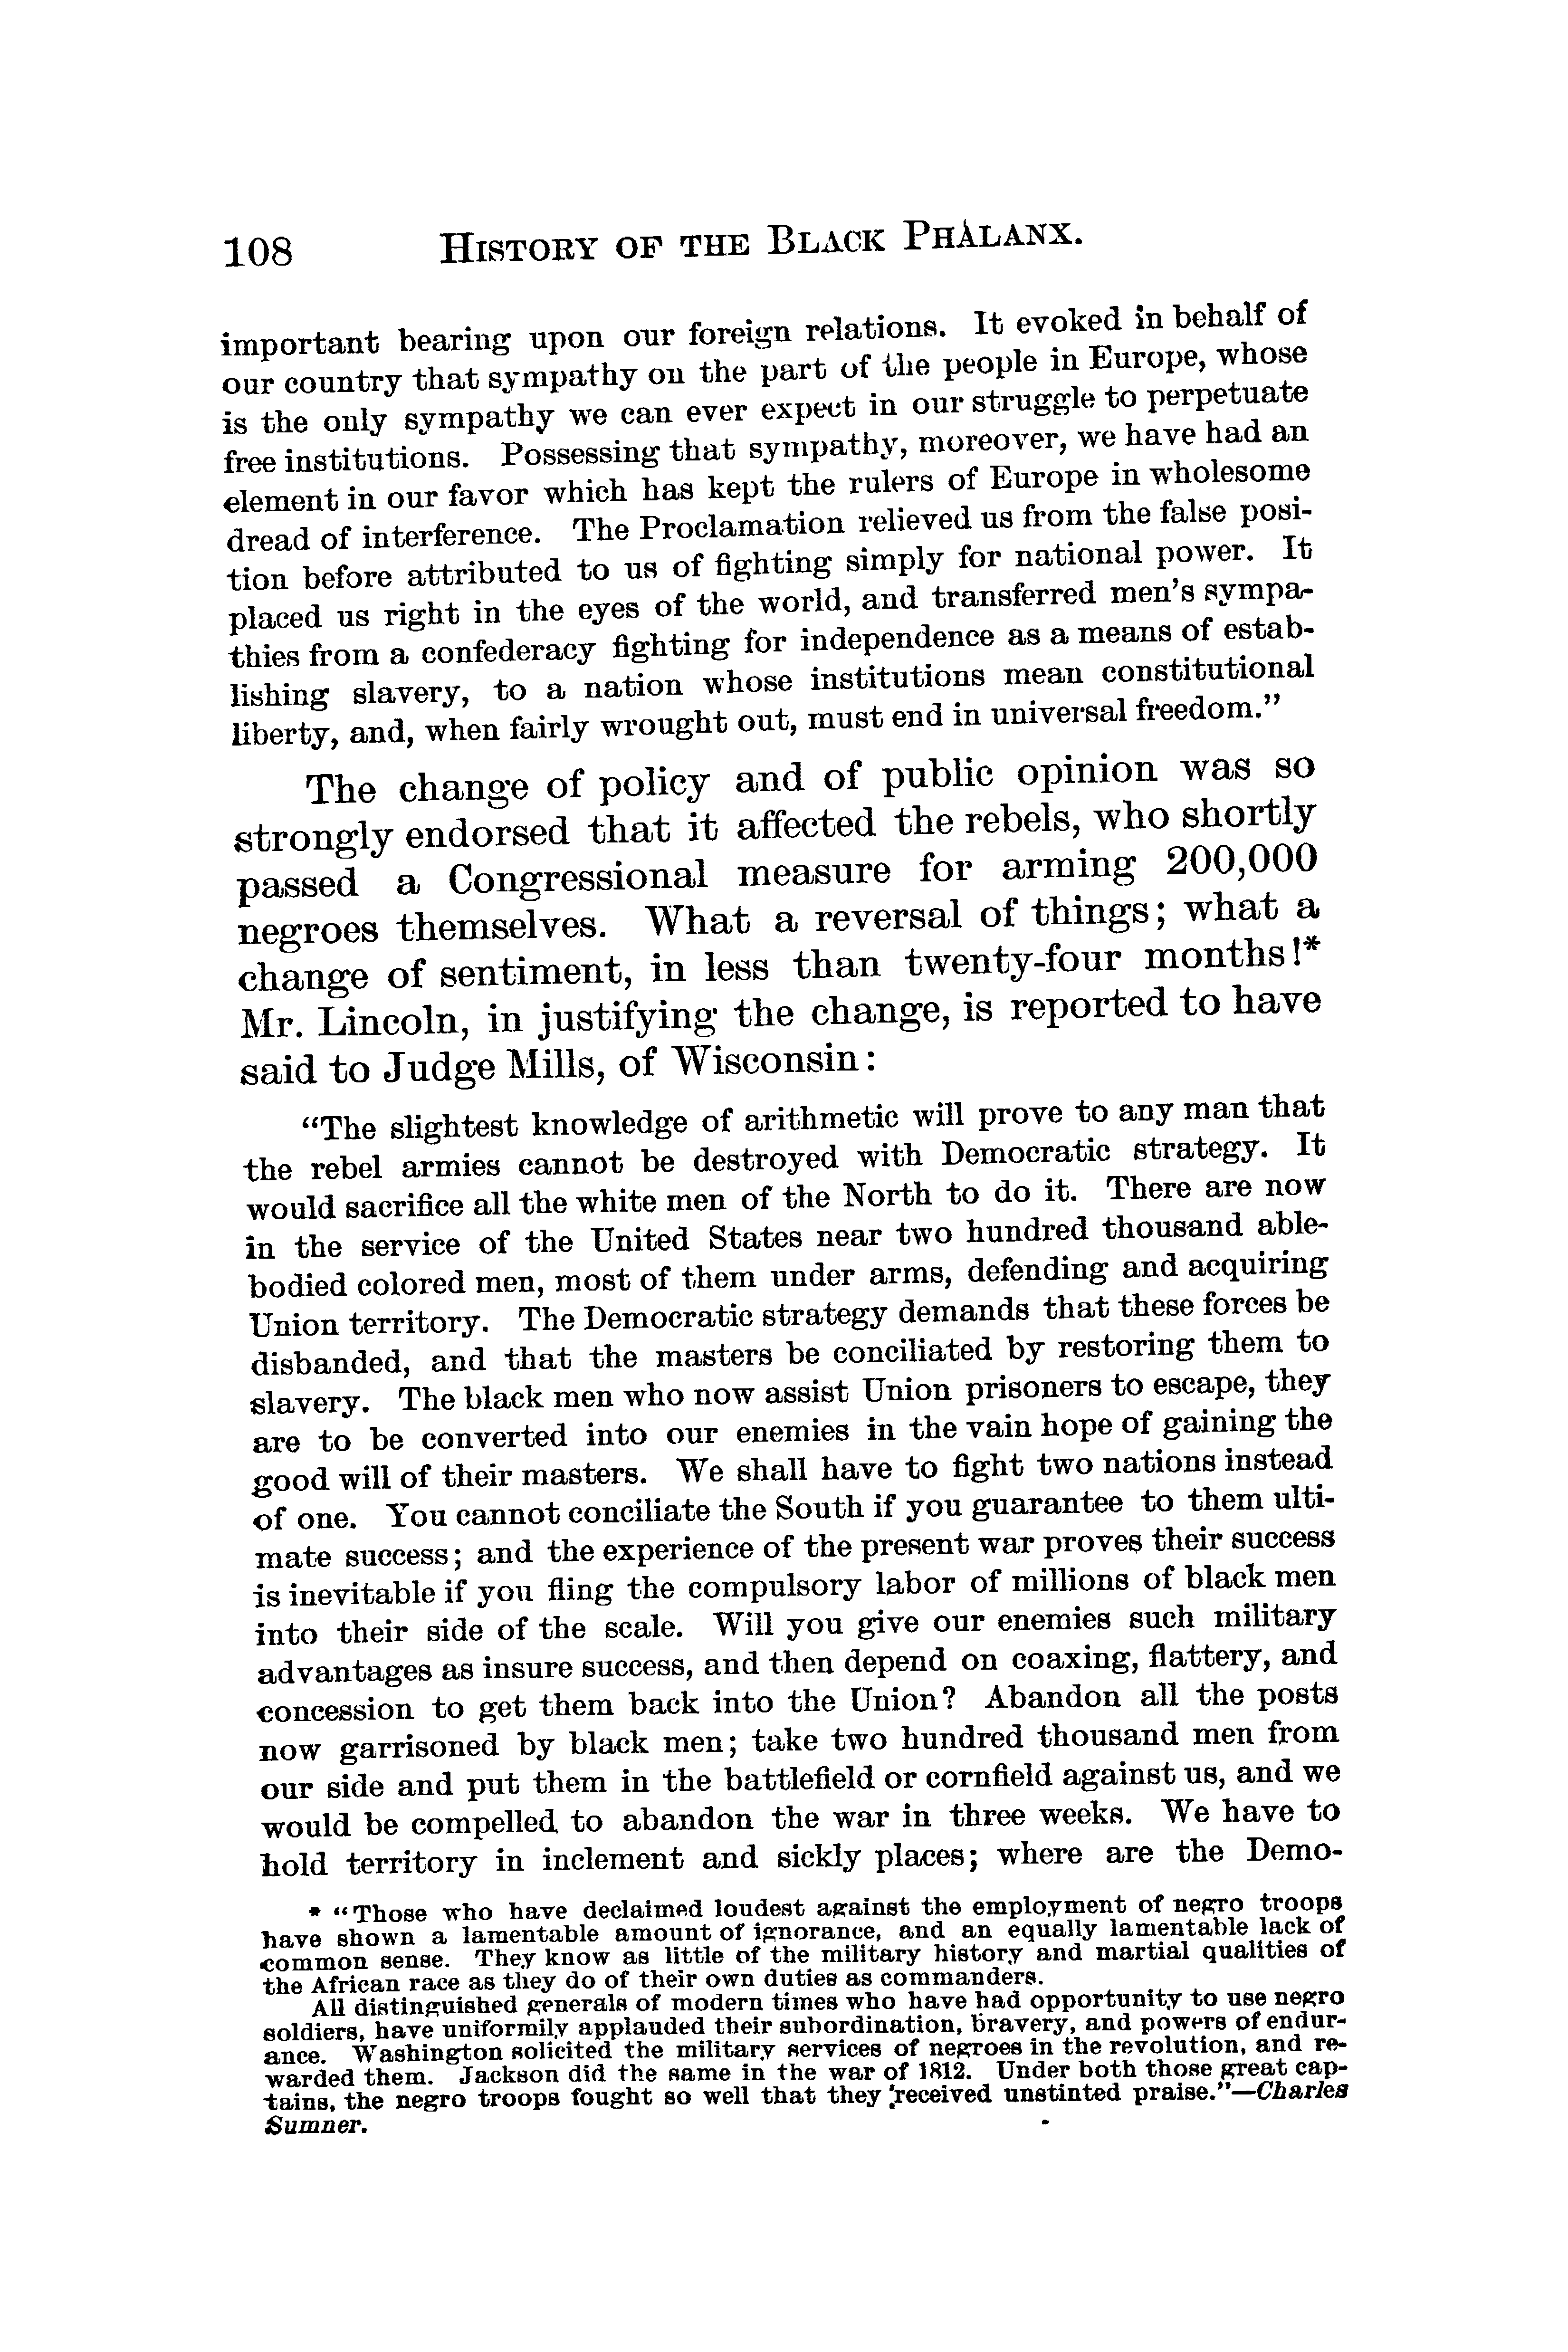 108 HISTORY OF THE BLACK PHALANX.
important bearing upon our foreign relations. It evoked in behalf of
our country that sympathy on the part of the people in Europe, whose
is the only sympathy we can ever expect in our struggle to perpetuate
free institutions. Possessing that sympathy, moreover, we have had an
element in our favor which has kept the rulers of Europe in wholesome
dread of interference. The Proclamation relieved us from the false posi-
tion before attributed to us of fighting simply for national power. It
placed us right in the eyes of the world, and transferred men's sympa-
thies from a confederacy fighting for independence as a means of estab-
lishing slavery, to a nation whose institutions mean constitutional
liberty, and, when fairly wrought out, must end in universal freedom."
The change of policy and of public opinion was so
strongly endorsed that it affected the rebels, who shortly
passed a Congressional measure for arming 200,000
negroes themselves. What a reversal of things; what a
change of sentiment, in less than twenty-four months!*
Mr. Lincoln, in justifying the change, is reported to have
said to Judge Mills, of Wisconsin:
"The slightest knowledge of arithmetic will prove to any man that
the rebel armies cannot be destroyed with Democratic strategy. It
would sacrifice all the white men of the North to do it. There are now
in the service of the United States near two hundred thousand able-
bodied colored men, most of them under arms, defending and acquiring
Union territory. The Democratic strategy demands that these forces be
disbanded, and that the masters be conciliated by restoring them to
slavery. The black men who now assist Union prisoners to escape, they
are to be converted into our enemies in the vain hope of gaining the
good will of their masters. We shall have to fight two nations instead
of one. You cannot conciliate the South if you guarantee to them ulti-
mate success; and the experience of the present war proves their success
is inevitable if you fling the compulsory labor of millions of black men
into their side of the scale. Will you give our enemies such military
advantages as insure success, and then depend on coaxing, flattery, and
concession to get them back into the Union? Abandon all the posts
now garrisoned by black men; take two hundred thousand men from
our side and put them in the battlefield or cornfield against us, and we
would be compelled to abandon the war in three weeks. We have to
hold territory in inclement and sickly places; where are the Demo-
* "Those who have declaimed loudest against the employment of negro troops
have shown a lamentable amount of ignorance, and an equally lamentable lack of
common sense. They know as little of the military history and martial qualities of
the African race as they do of their own duties as commanders.
All distinguished generals of modern times who have had opportunity to use negro
soldiers, have uniformily applauded their subordination, bravery, and powers of endur-
ance. Washington solicited the military services of negroes in the revolution, and re-
warded them. Jackson did the same in the war of 1812. Under both those great cap-
tains, the negro troops fought so well that they received unstinted praise."—Charles
Sumner.